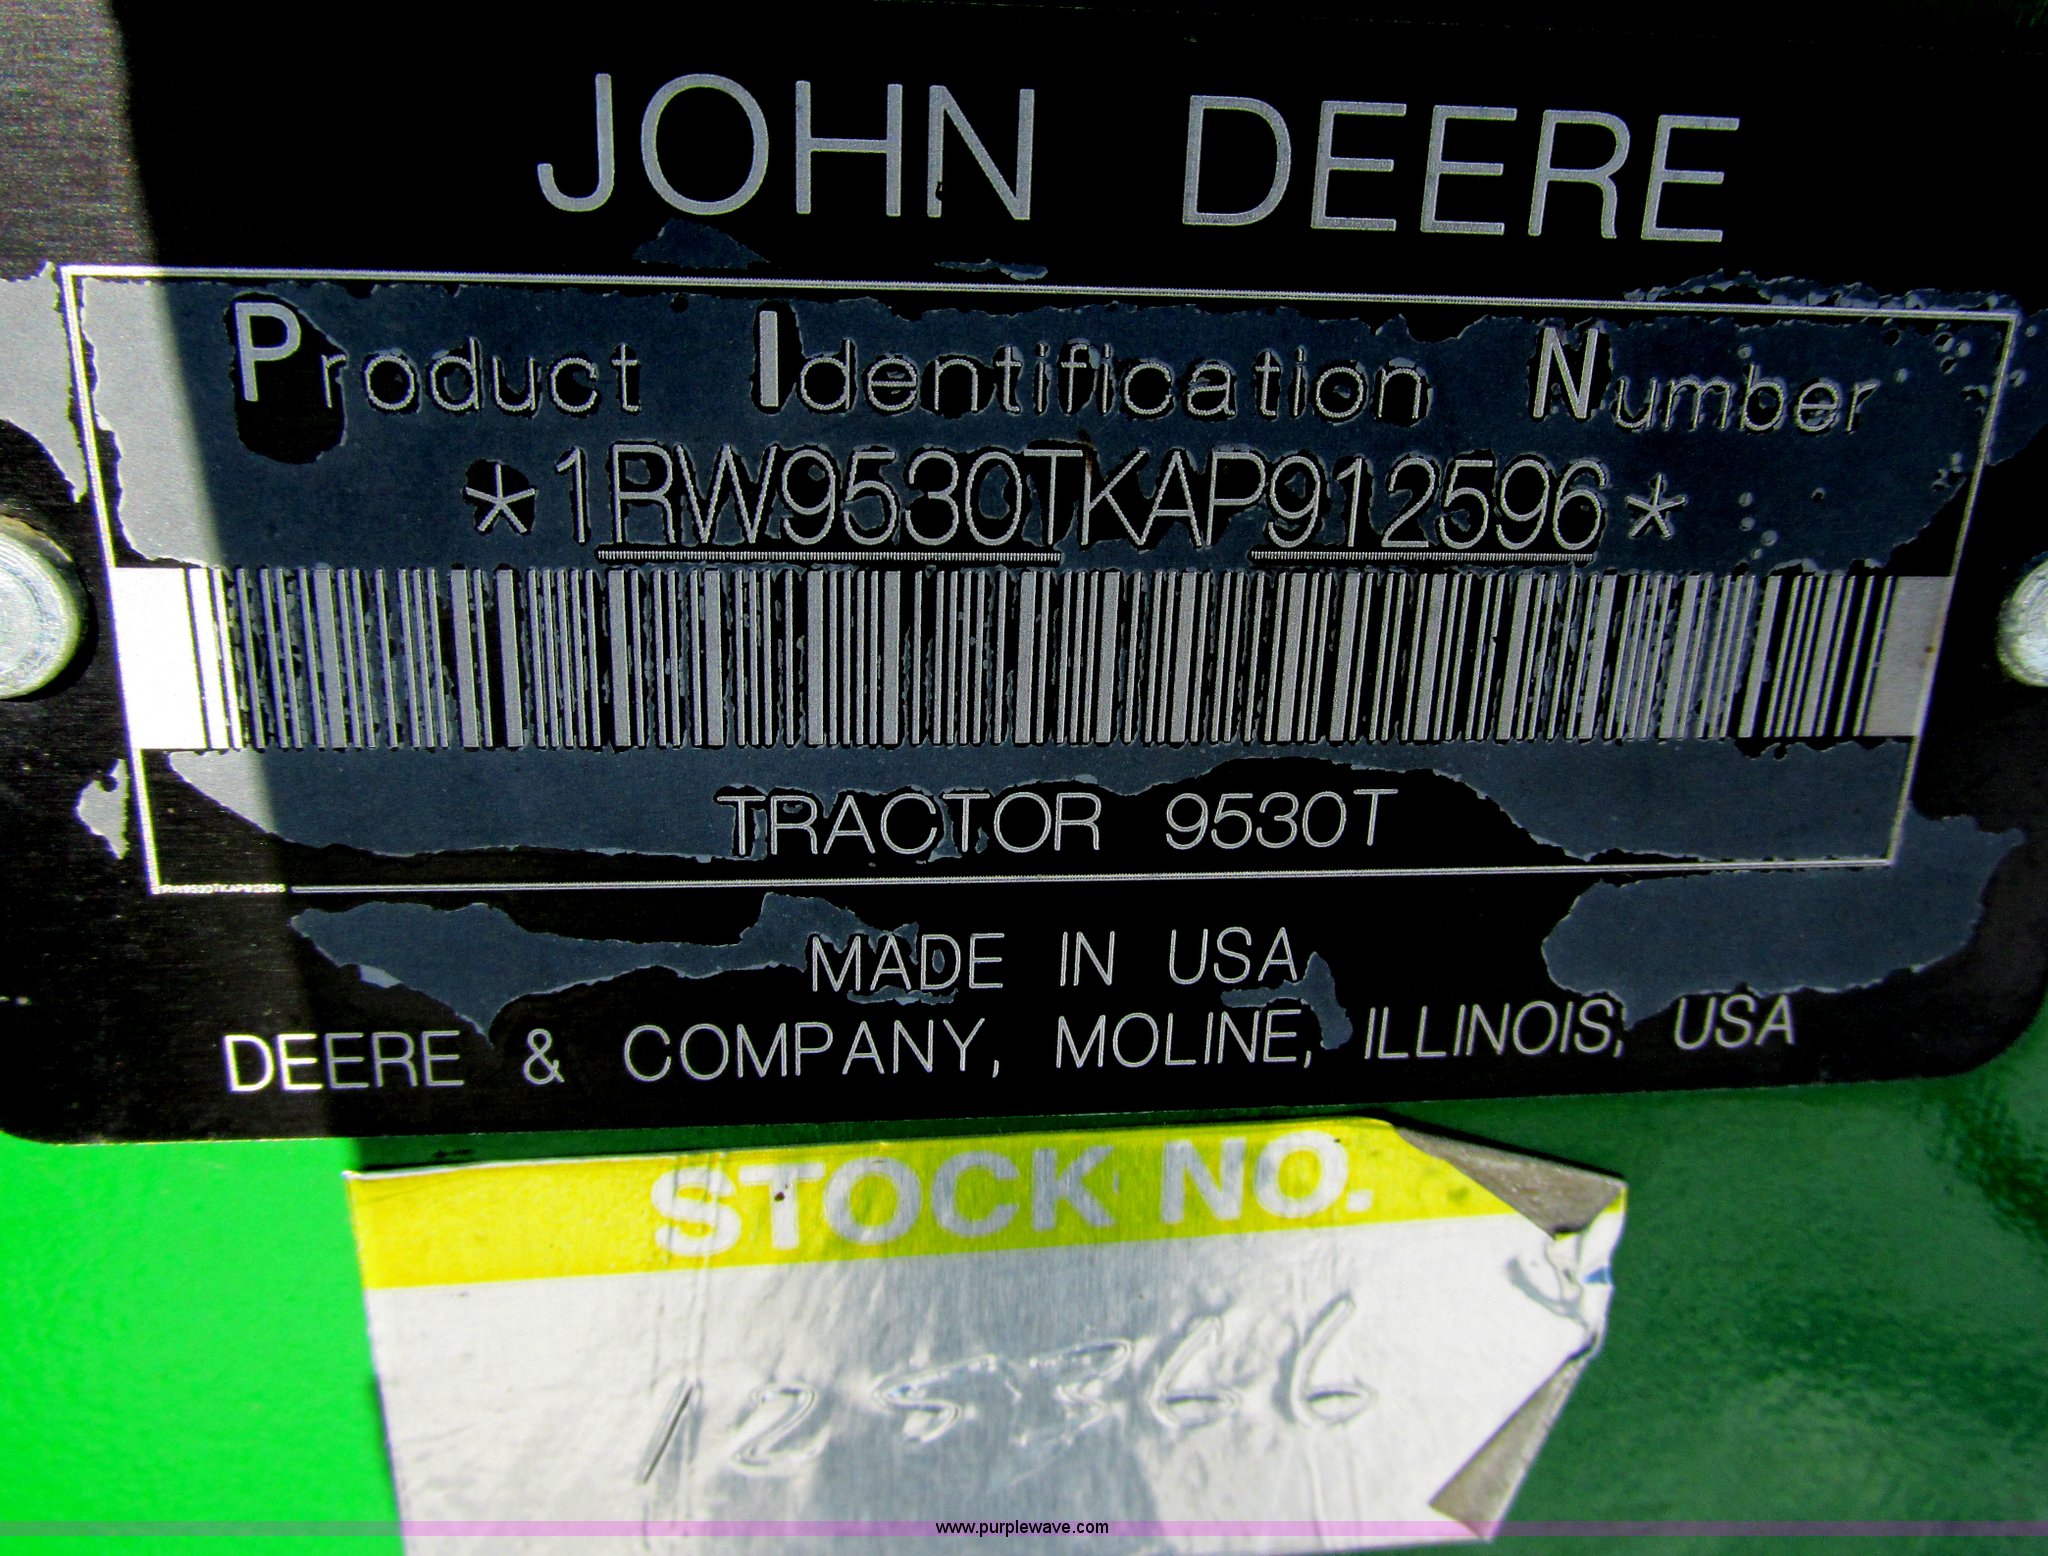 JOHN DEERE
Product Identification Number
*1RW9530TKAP912596*
TRACTOR 9530T
1RW9530TKAP912596
MADE IN USA
DEERE & COMPANY, MOLINE, ILLINOIS, USA
STOCK NO.
125366
www.purplewave.com